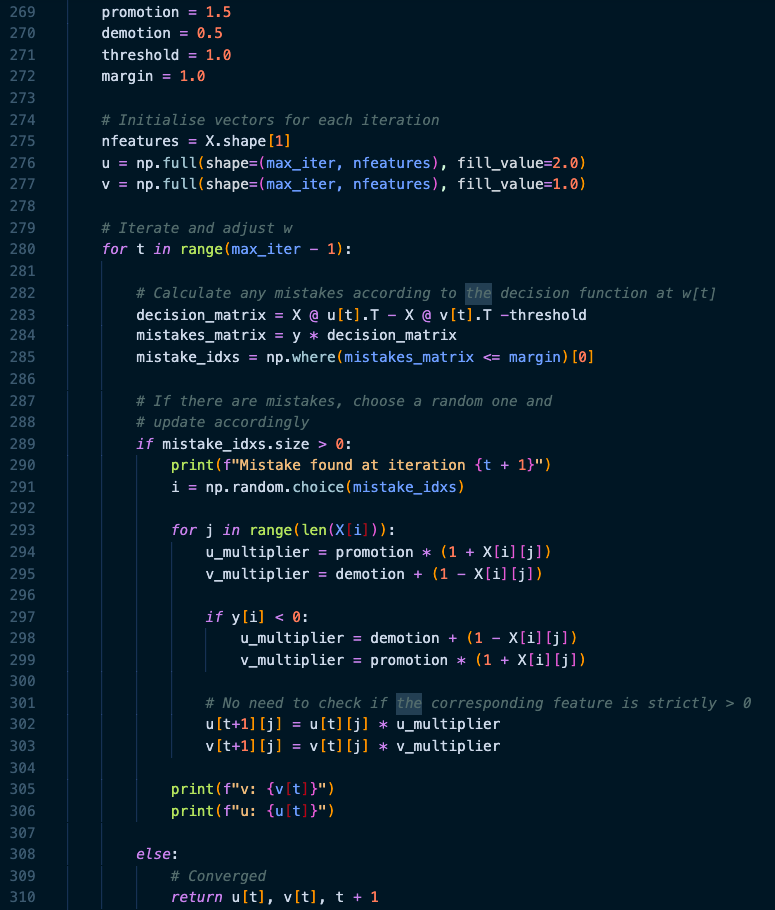 269 promotion = 1.5
270 demotion = 0.5
271 threshold = 1.0
272 margin = 1.0
273
274 # Initialise vectors for each iteration
275 nfeatures = X.shape[1]
276 u = np.full(shape=(max_iter, nfeatures), fill_value=2.0)
277 v = np.full(shape=(max_iter, nfeatures), fill_value=1.0)
278
279 # Iterate and adjust w
280 for t in range(max_iter - 1):
281
282 # Calculate any mistakes according to the decision function at w[t]
283 decision_matrix = X @ u[t].T - X @ v[t].T -threshold
284 mistakes_matrix = y * decision_matrix
285 mistake_idxs = np.where(mistakes_matrix <= margin)[0]
286
287 # If there are mistakes, choose a random one and
288 # update accordingly
289 if mistake_idxs.size > 0:
290 print(f"Mistake found at iteration {t + 1}")
291 i = np.random.choice(mistake_idxs)
292
293 for j in range(len(X[i])):
294 u_multiplier = promotion * (1 + X[i][j])
295 v_multiplier = demotion + (1 - X[i][j])
296
297 if y[i] < 0:
298 u_multiplier = demotion + (1 - X[i][j])
299 v_multiplier = promotion * (1 + X[i][j])
300
301 # No need to check if the corresponding feature is strictly > 0
302 u[t+1][j] = u[t][j] * u_multiplier
303 v[t+1][j] = v[t][j] * v_multiplier
304
305 print(f"v: {v[t]}")
306 print(f"u: {u[t]}")
307
308 else:
309 # Converged
310 return u[t], v[t], t + 1